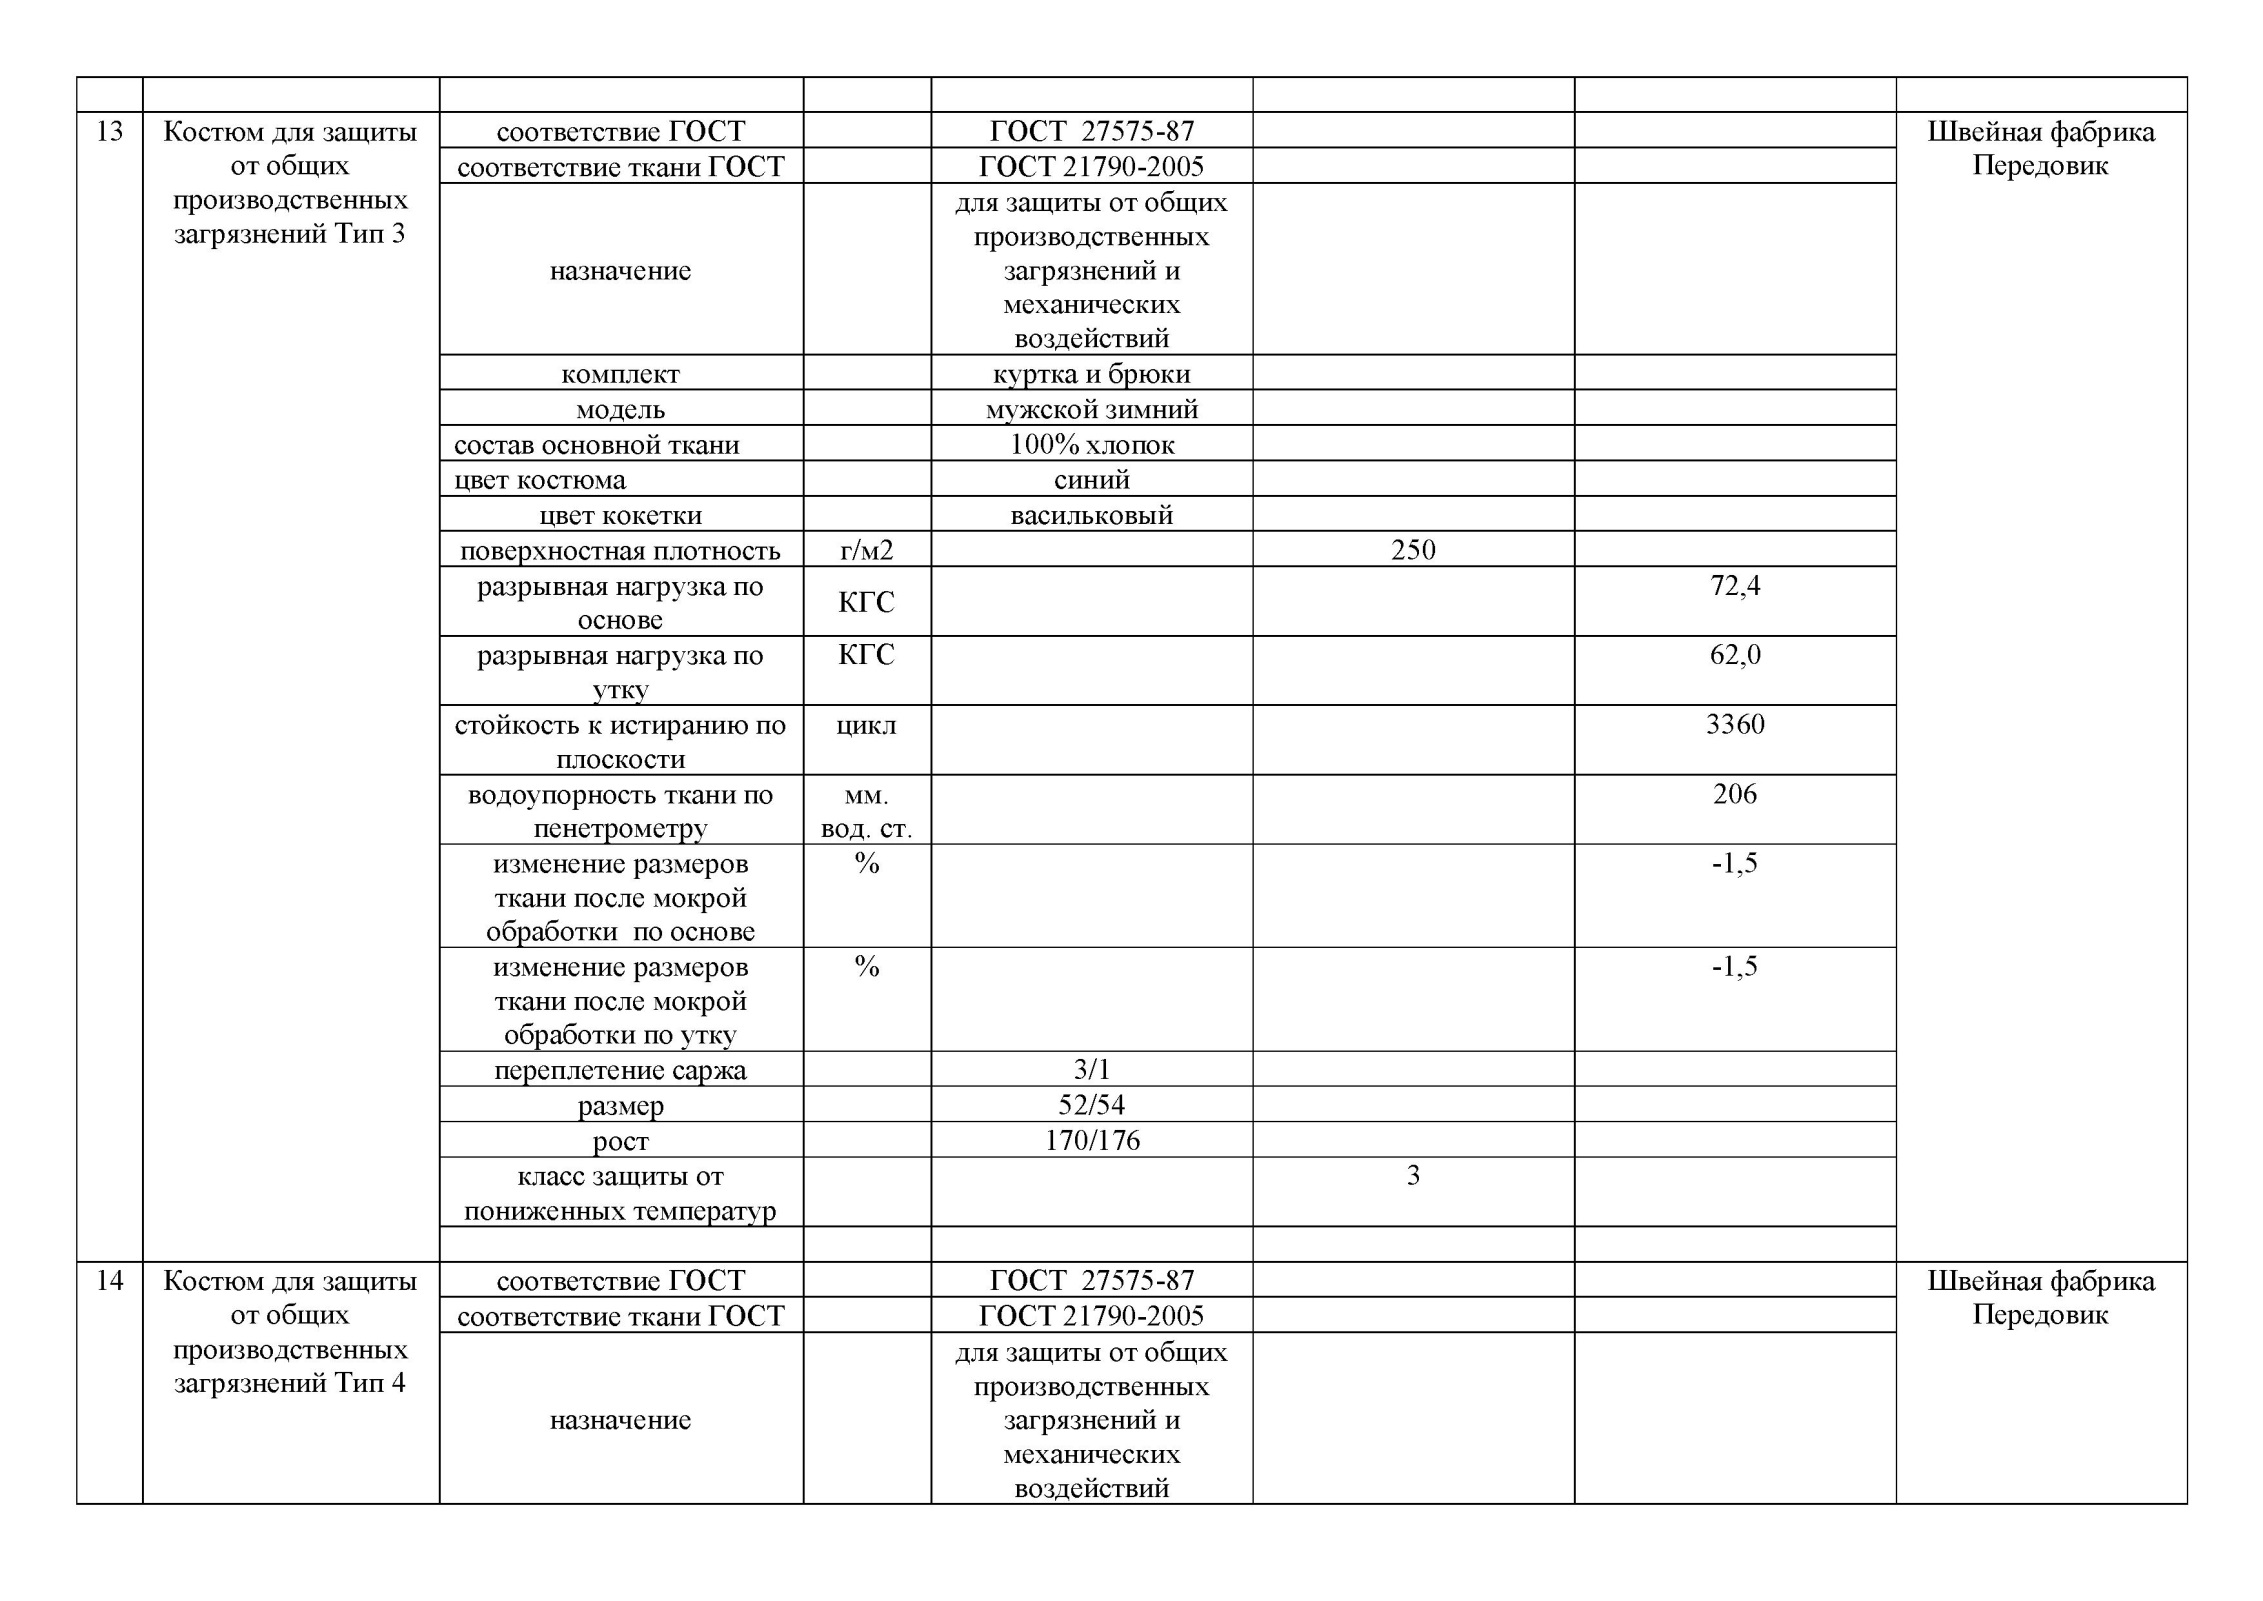 13
Костюм для защиты
от общих
производственных
загрязнений Тип 3
соответствие ГОСТ
ГОСТ 27575-87
Швейная фабрика
Передовик
соответствие ткани ГОСТ
ГОСТ 21790-2005
назначение
для защиты от общих
производственных
загрязнений и
механических
воздействий
комплект
куртка и брюки
модель
мужской зимний
состав основной ткани
100% хлопок
цвет костюма
синий
цвет кокетки
васильковый
поверхностная плотность
г/м2
250
разрывная нагрузка по
основе
КГС
72,4
разрывная нагрузка по
утку
КГС
62,0
стойкость к истиранию по
плоскости
цикл
3360
водоупорность ткани по
пенетрометру
мм.
вод. ст.
206
изменение размеров
ткани после мокрой
обработки по основе
%
-1,5
изменение размеров
ткани после мокрой
обработки по утку
%
-1,5
переплетение саржа
3/1
размер
52/54
рост
170/176
класс защиты от
пониженных температур
3
14
Костюм для защиты
от общих
производственных
загрязнений Тип 4
соответствие ГОСТ
ГОСТ 27575-87
Швейная фабрика
Передовик
соответствие ткани ГОСТ
ГОСТ 21790-2005
назначение
для защиты от общих
производственных
загрязнений и
механических
воздействий